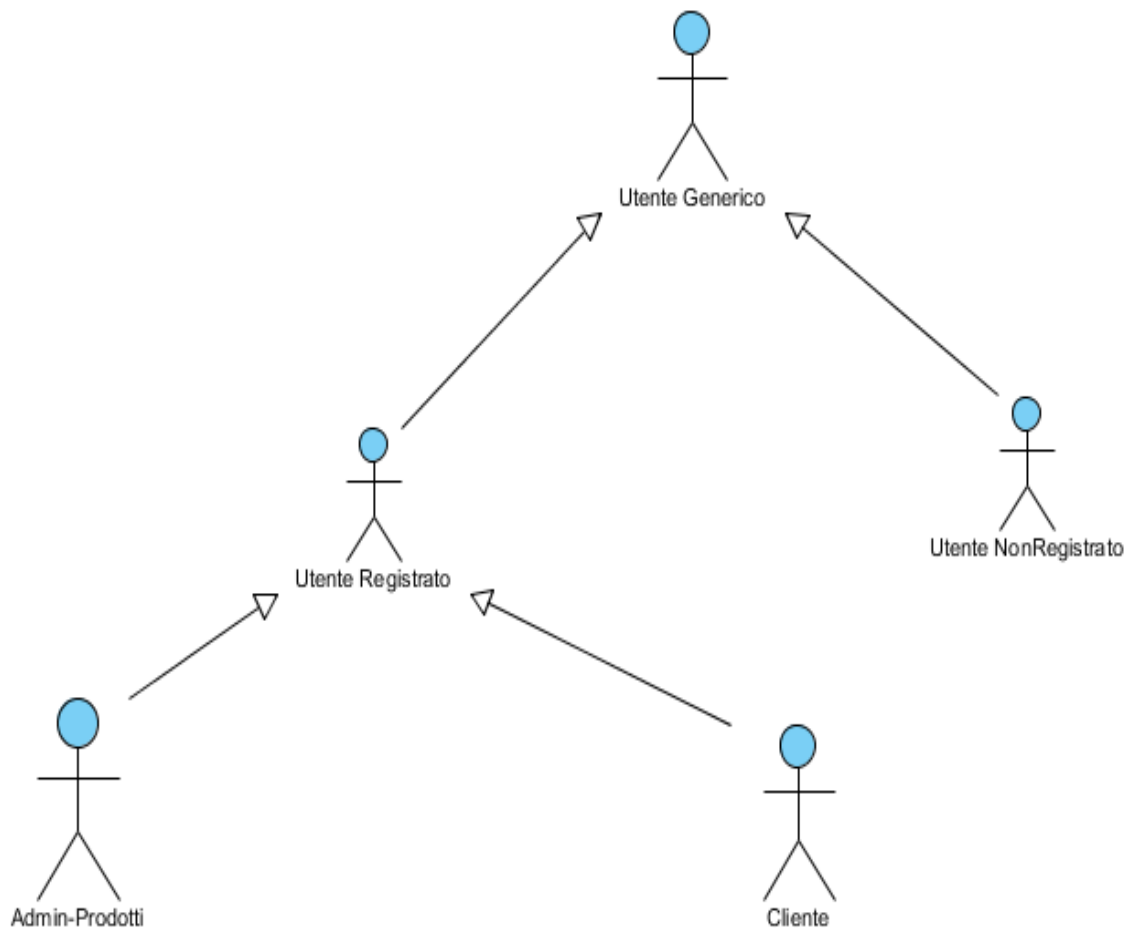 Utente Generico
Utente NonRegistrato
Utente Registrato
Admin-Prodotti
Cliente